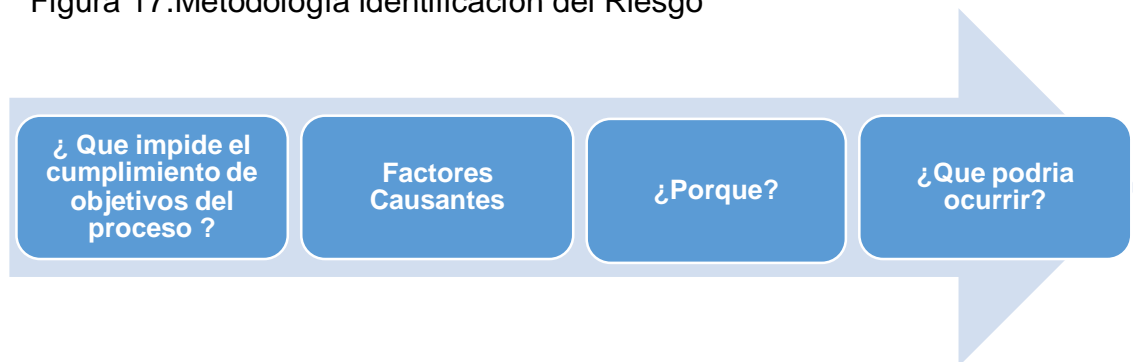 Figura 17.Metodología identificación del Riesgo
¿ Que impide el
cumplimiento de
objetivos del
proceso ?
Factores
Causantes
¿Porque?
¿Que podria
ocurrir?